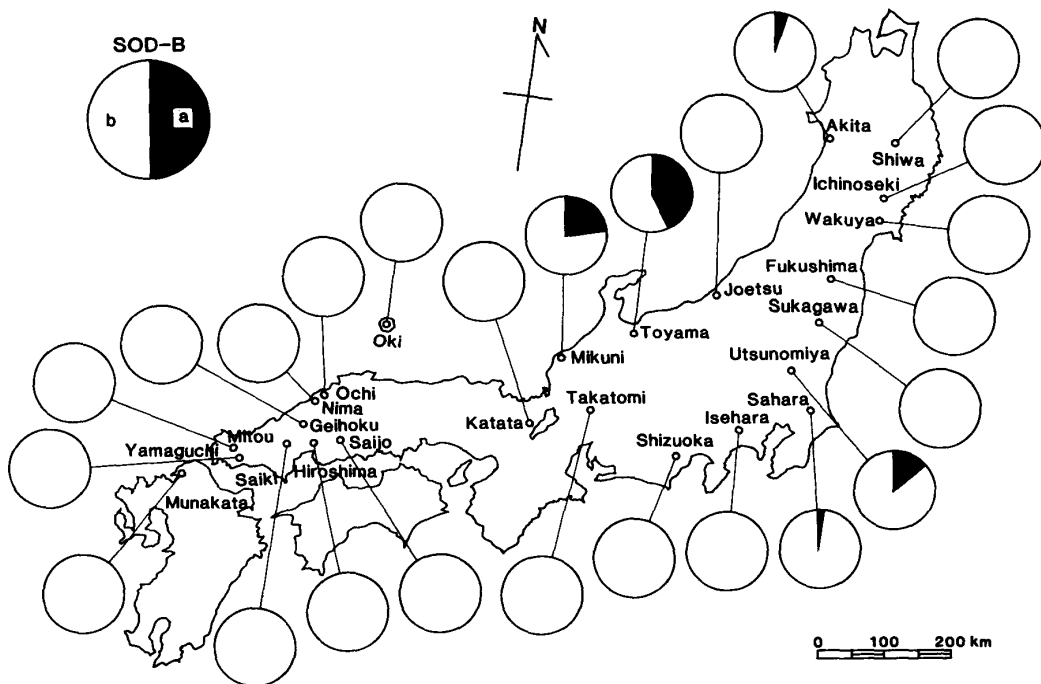 SOD-B
b
a
N
Akita
Shiwa
Ichinoseki
Wakuya
Fukushima
Joetsu
Sukagawa
Oki
Toyama
Mikuni
Utsunomiya
Ochi
Nima
Takatomi
Sahara
Geihoku
Katata
Isehara
Mitou
Saijo
Shizuoka
Yamaguchi
Saiki
Hiroshima
Munakata
0 100 200 km